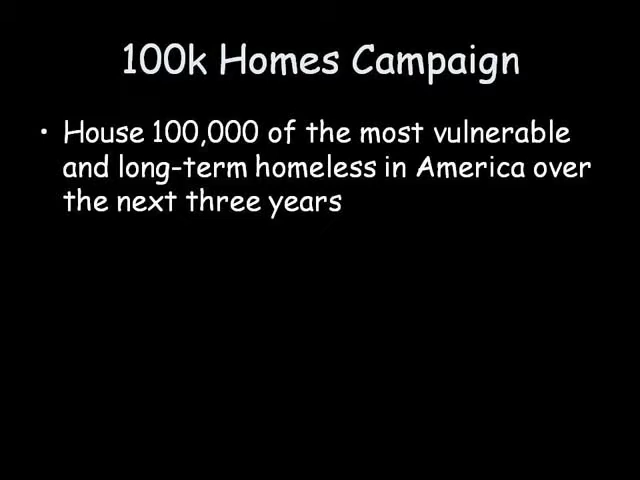 100k Homes Campaign
• House 100,000 of the most vulnerable
and long-term homeless in America over
the next three years